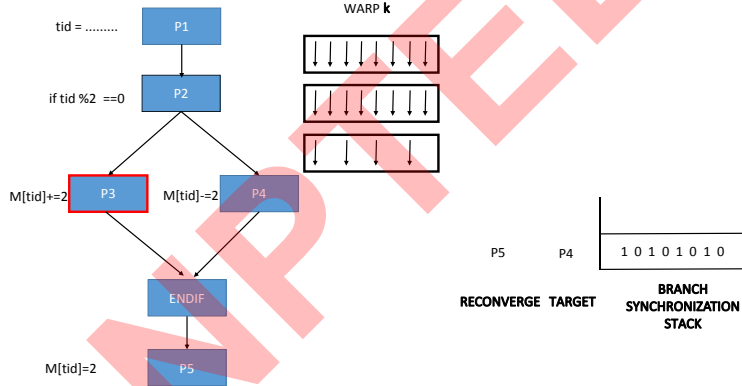 WARP k
tid = .........
P1
if tid %2 ==0
P2
M[tid]+=2
P3
M[tid]-=2
P4
ENDIF
M[tid]=2
P5
P5
P4
1 0 1 0 1 0 1 0
RECONVERGE
TARGET
BRANCH
SYNCHRONIZATION
STACK
NPTEL